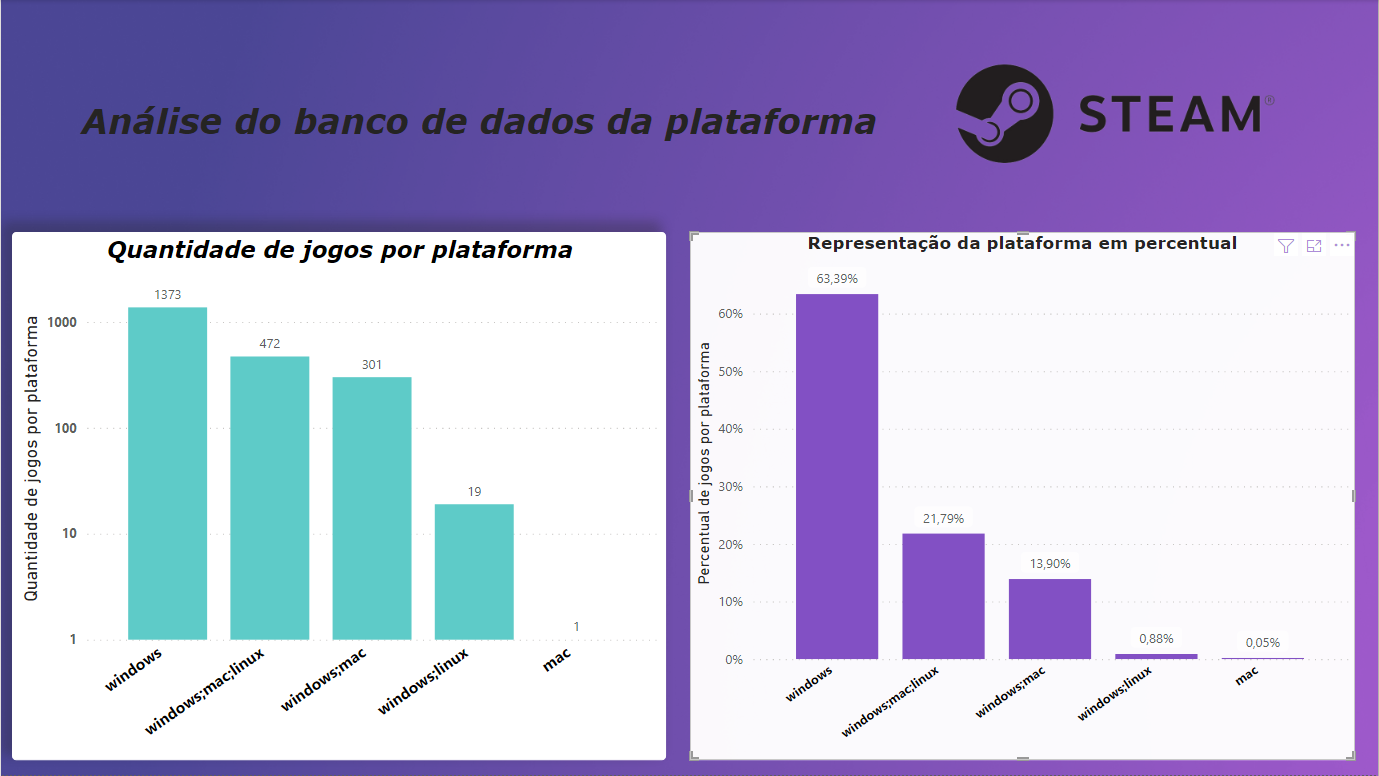 Análise do banco de dados da plataforma
STEAM®
Quantidade de jogos por plataforma
Quantidade de jogos por plataforma
1000
100
10
1
1373
472
301
19
1
windows
windows;mac;linux
windows;mac
windows;linux
mac
Representação da plataforma em percentual
Percentual de jogos por plataforma
60%
50%
40%
30%
20%
10%
0%
63,39%
21,79%
13,90%
0,88%
0,05%
windows
windows;mac;linux
windows;mac
windows;linux
mac